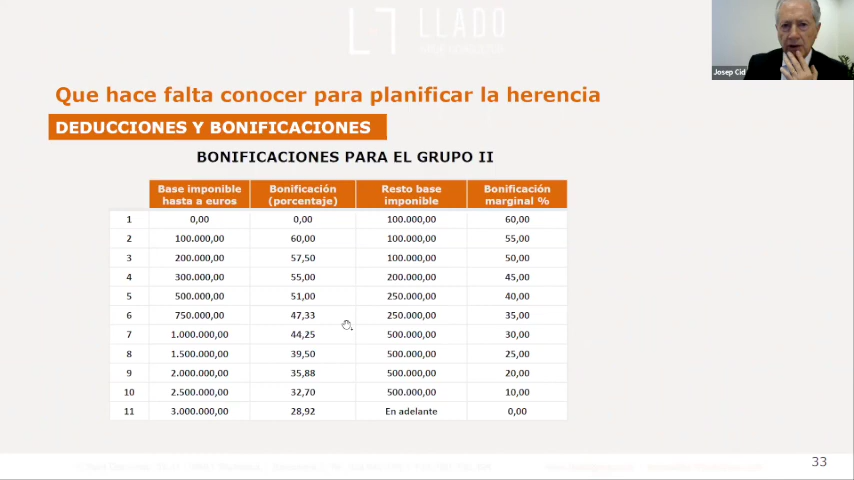 LLADO
Josep Cid
Que hace falta conocer para planificar la herencia
DEDUCCIONES Y BONIFICACIONES
BONIFICACIONES PARA EL GRUPO II
Base imponible hasta a euros Bonificación (porcentaje) Resto base imponible Bonificación marginal %
1 0,00 0,00 100.000,00 60,00
2 100.000,00 60,00 100.000,00 55,00
3 200.000,00 57,50 100.000,00 50,00
4 300.000,00 55,00 200.000,00 45,00
5 500.000,00 51,00 250.000,00 40,00
6 750.000,00 47,33 250.000,00 35,00
7 1.000.000,00 44,25 500.000,00 30,00
8 1.500.000,00 39,50 500.000,00 25,00
9 2.000.000,00 35,88 500.000,00 20,00
10 2.500.000,00 32,70 500.000,00 10,00
11 3.000.000,00 28,92 En adelante 0,00
33